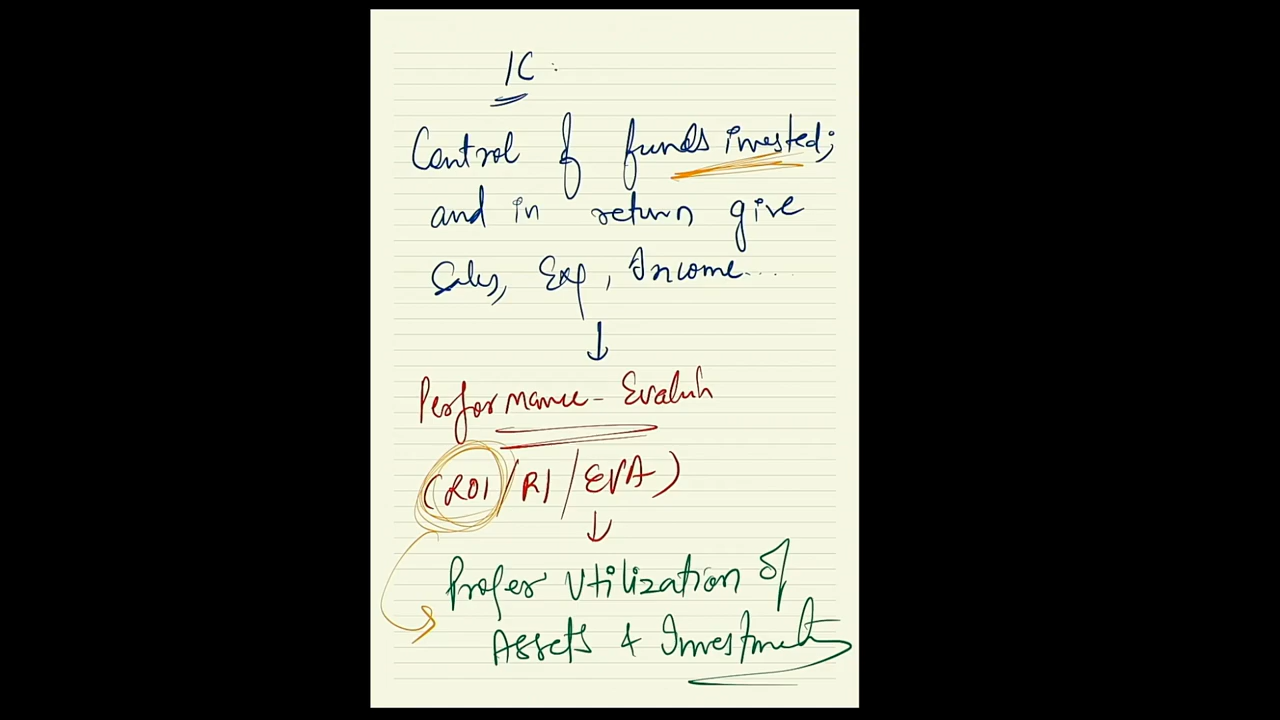 IC :
Control of funds invested;
and in return give
Sales, Exp, Income....
↓
Performance - Evaluatn
(ROI / RI / EVA)
↓
Proper Utilization of
Assets & Investments